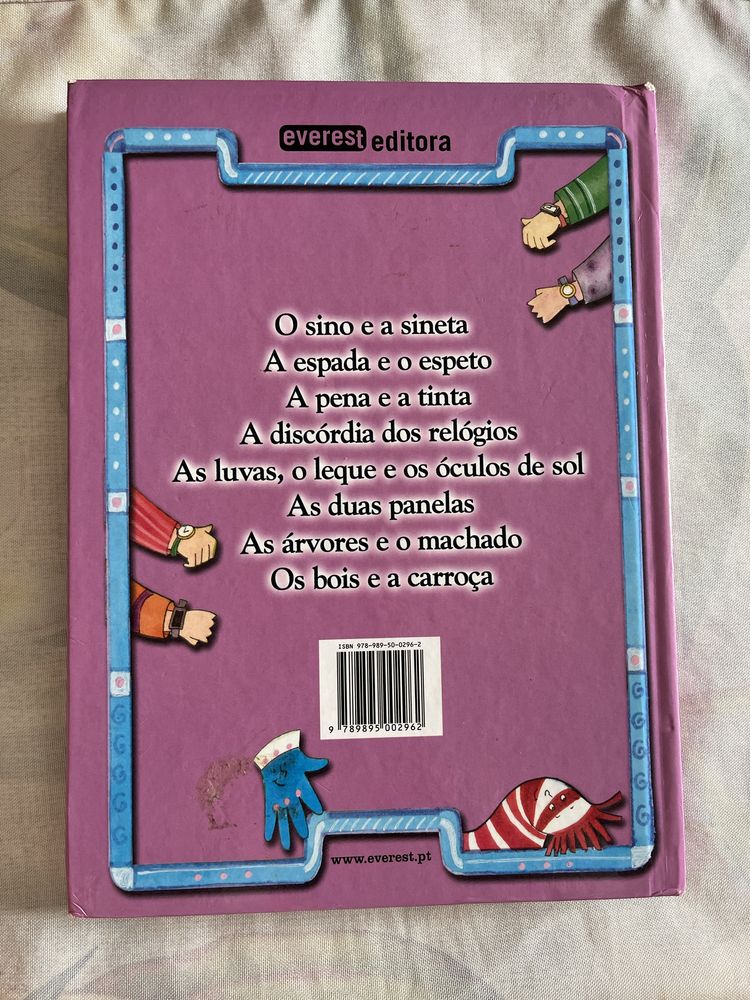 everest editora
O sino e a sineta
A espada e o espeto
A pena e a tinta
A discórdia dos relógios
As luvas, o leque e os óculos de sol
As duas panelas
As árvores e o machado
Os bois e a carroça
ISBN 978-989-50-0296-2
9 789895 002962
www.everest.pt